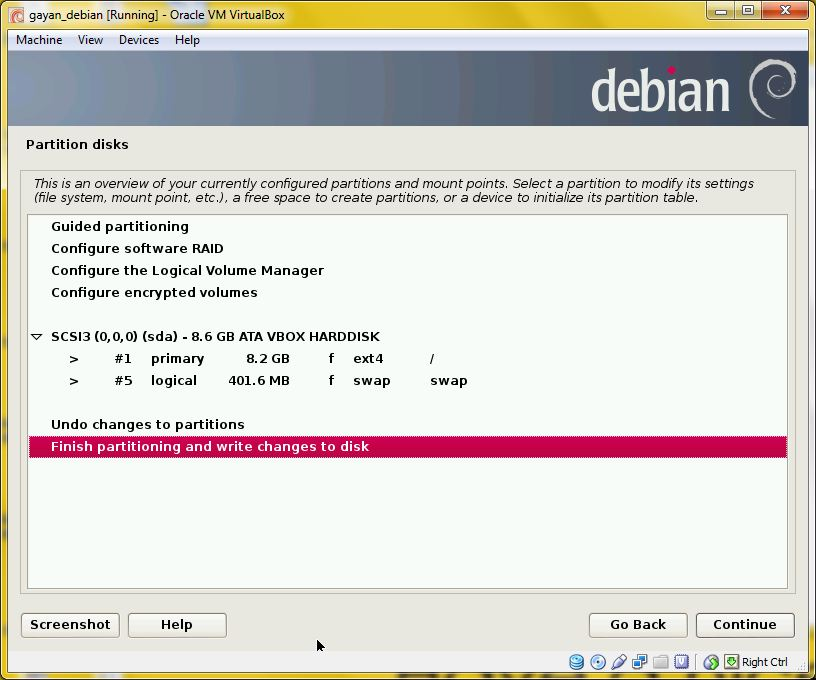 gayan_debian [Running] - Oracle VM VirtualBox
Machine View Devices Help
debian
Partition disks
This is an overview of your currently configured partitions and mount points. Select a partition to modify its settings
(file system, mount point, etc.), a free space to create partitions, or a device to initialize its partition table.
Guided partitioning
Configure software RAID
Configure the Logical Volume Manager
Configure encrypted volumes
SCSI3 (0,0,0) (sda) - 8.6 GB ATA VBOX HARDDISK
> #1 primary 8.2 GB f ext4 /
> #5 logical 401.6 MB f swap swap
Undo changes to partitions
Finish partitioning and write changes to disk
Screenshot Help Go Back Continue
Right Ctrl